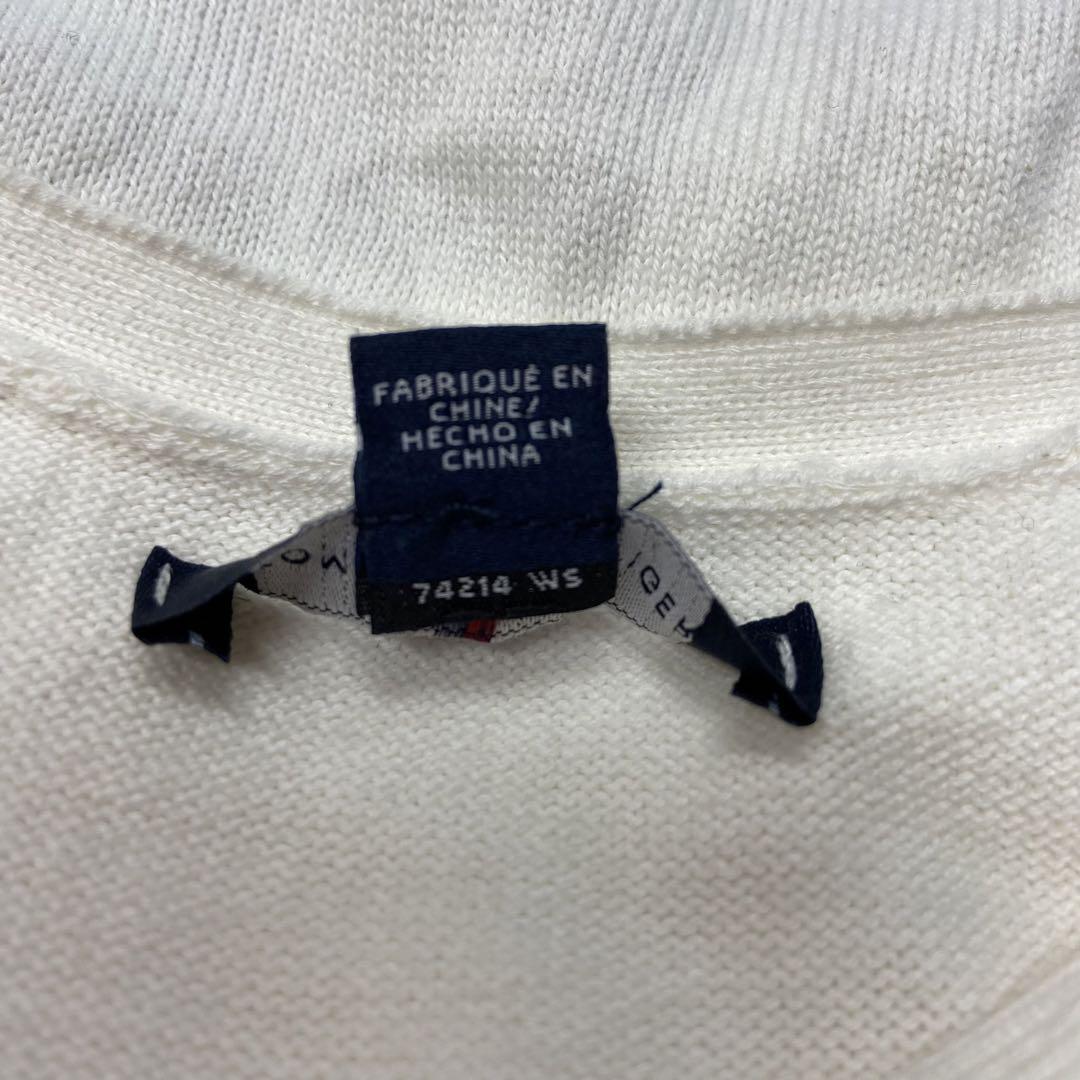 FABRIQUÉ EN
CHINE/
HECHO EN
CHINA
74214 WS